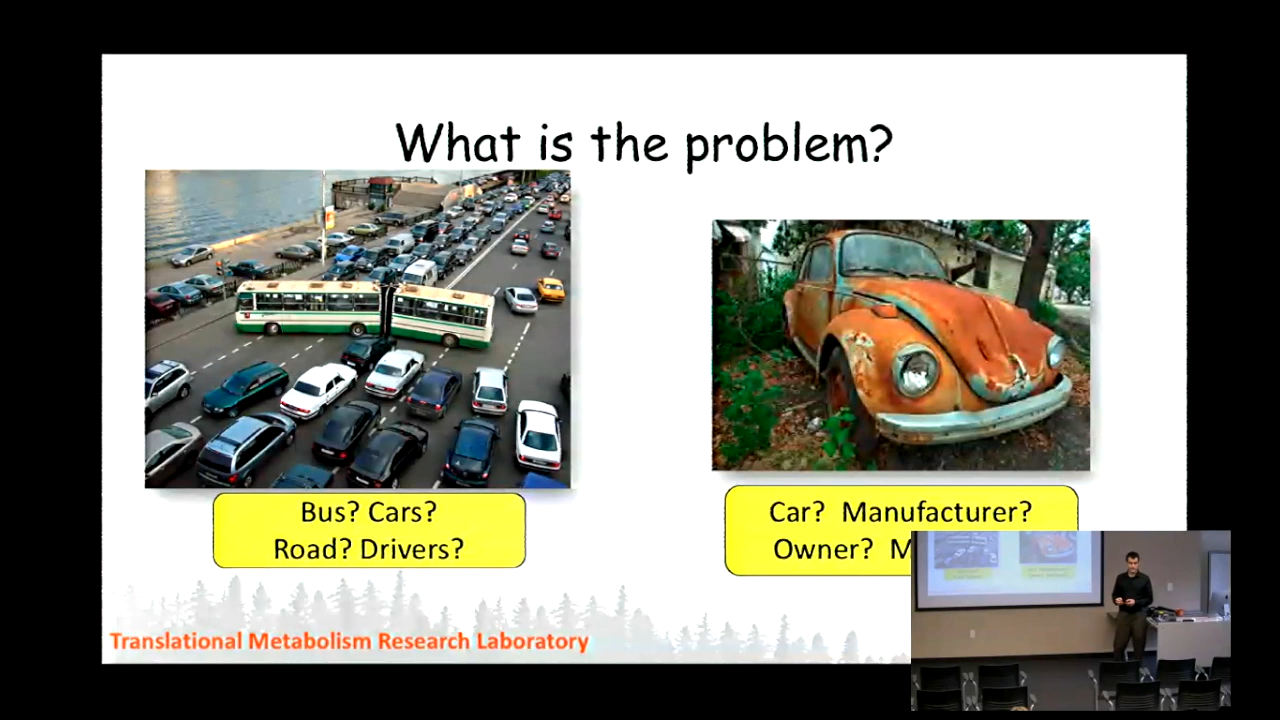 What is the problem?
Bus? Cars?
Road? Drivers?
Car? Manufacturer?
Owner?
Translational Metabolism Research Laboratory